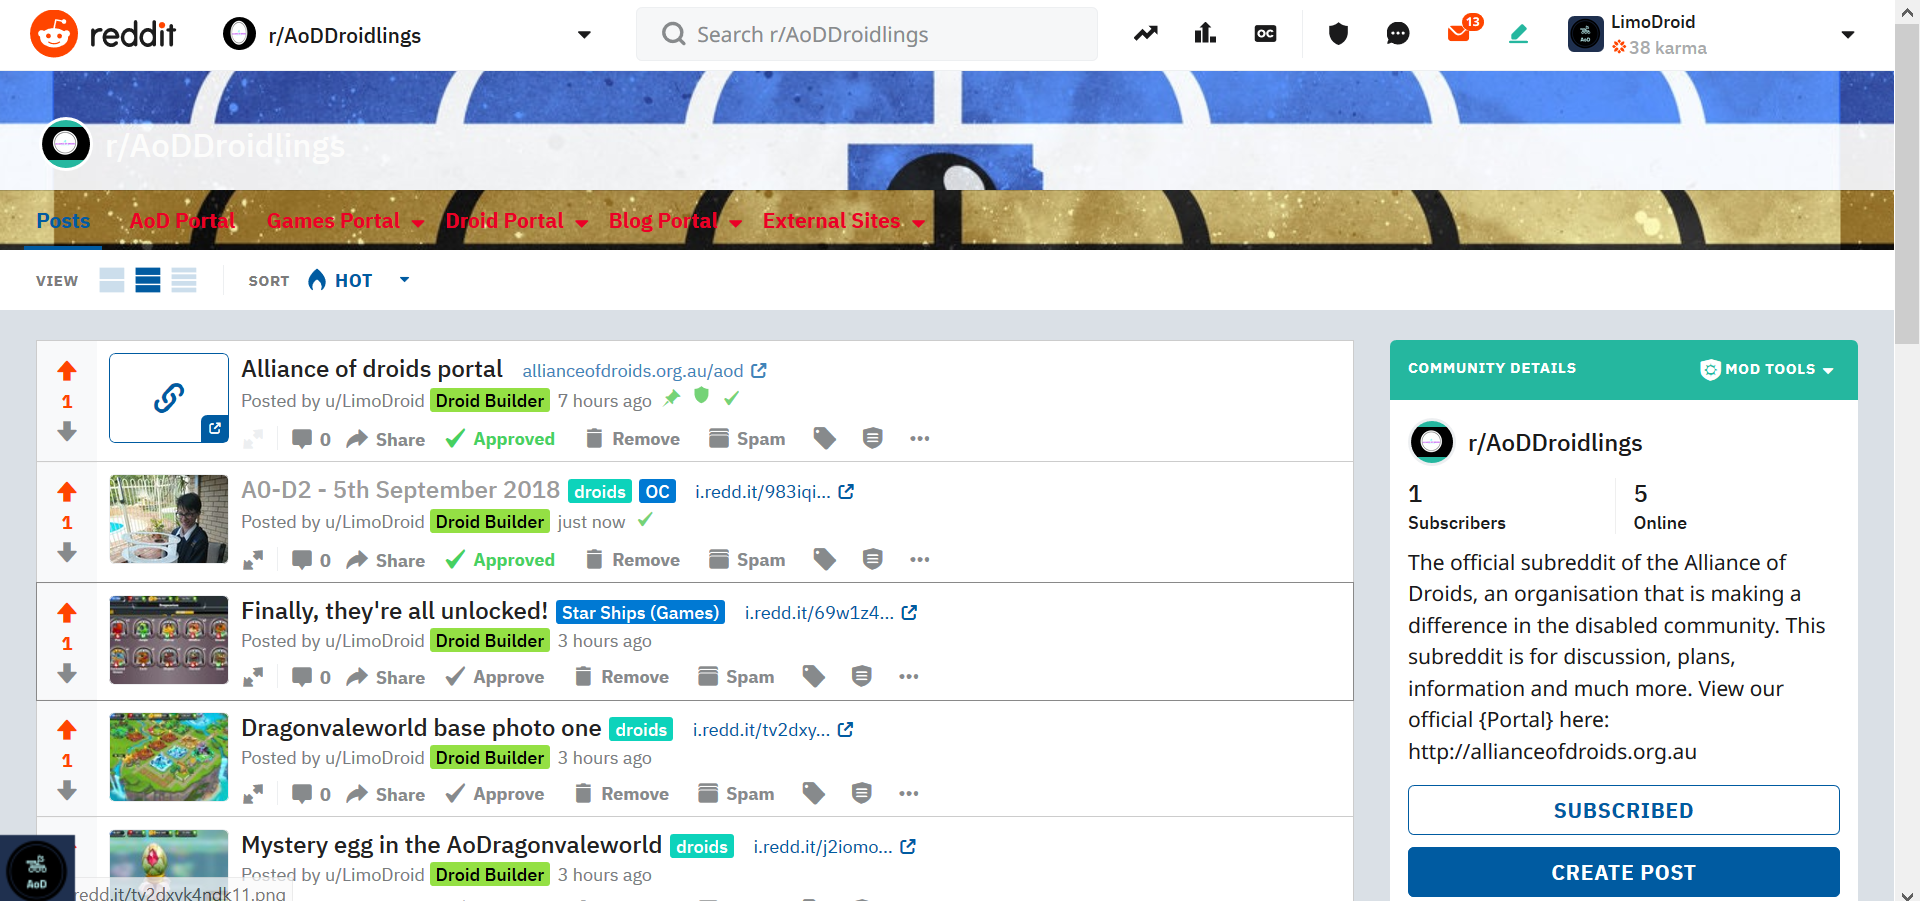 reddit r/AoDDroidlings Search r/AoDDroidlings OC 13 LimoDroid
38 karma
r/AoDDroidlings
Posts AoD Portal Games Portal Droid Portal Blog Portal External Sites
VIEW SORT HOT
Alliance of droids portal allianceofdroids.org.au/aod
1 Posted by u/LimoDroid Droid Builder 7 hours ago
0 Share Approved Remove Spam
A0-D2 - 5th September 2018 droids OC i.redd.it/983iqi...
1 Posted by u/LimoDroid Droid Builder just now
0 Share Approved Remove Spam
Finally, they're all unlocked! Star Ships (Games) i.redd.it/69w1z4...
1 Posted by u/LimoDroid Droid Builder 3 hours ago
0 Share Approve Remove Spam
Dragonvaleworld base photo one droids i.redd.it/tv2dxy...
1 Posted by u/LimoDroid Droid Builder 3 hours ago
0 Share Approve Remove Spam
Mystery egg in the AoDragonvaleworld droids i.redd.it/j2iomo...
Posted by u/LimoDroid Droid Builder 3 hours ago
AoD
redd.it/tv2dxyk4ndk11.png
COMMUNITY DETAILS MOD TOOLS
r/AoDDroidlings
1 5
Subscribers Online
The official subreddit of the Alliance of
Droids, an organisation that is making a
difference in the disabled community. This
subreddit is for discussion, plans,
information and much more. View our
official {Portal} here:
http://allianceofdroids.org.au
SUBSCRIBED
CREATE POST